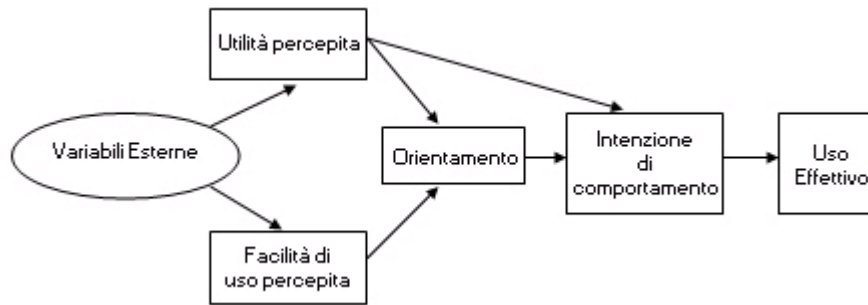 Utilità percepita
Variabili Esterne
Orientamento
Intenzione
di
comportamento
Uso
Effettivo
Facilità di
uso percepita